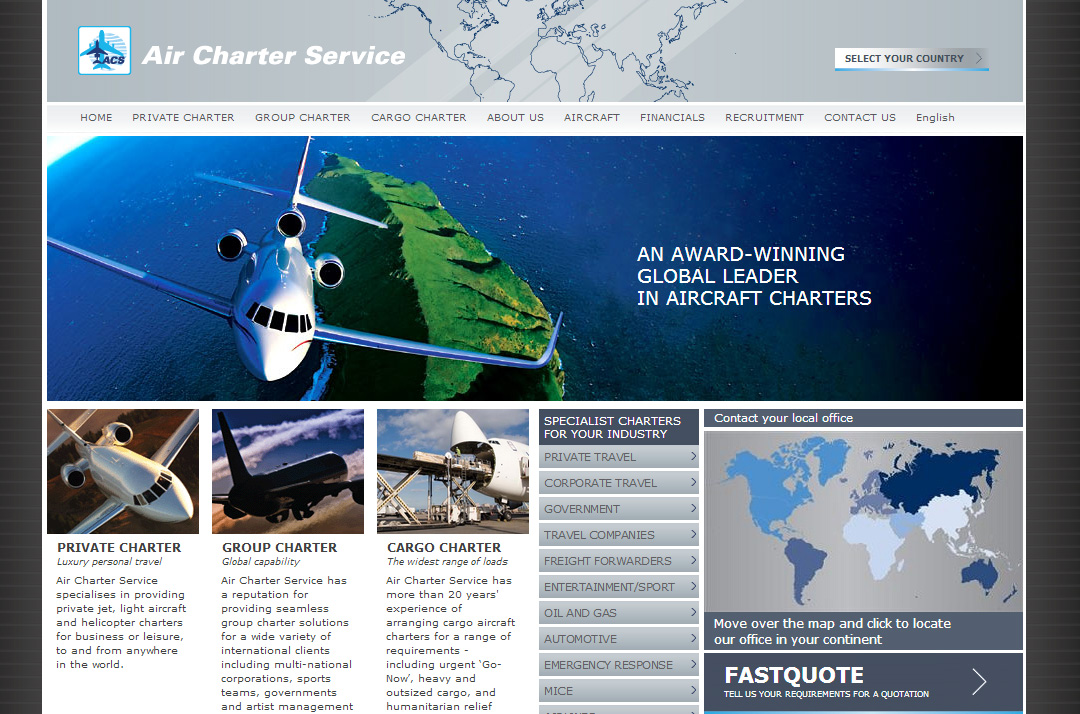 ACS
Air Charter Service
SELECT YOUR COUNTRY
HOME PRIVATE CHARTER GROUP CHARTER CARGO CHARTER ABOUT US AIRCRAFT FINANCIALS RECRUITMENT CONTACT US English
AN AWARD-WINNING
GLOBAL LEADER
IN AIRCRAFT CHARTERS
PRIVATE CHARTER
Luxury personal travel
Air Charter Service
specialises in providing
private jet, light aircraft
and helicopter charters
for business or leisure,
to and from anywhere
in the world.
GROUP CHARTER
Global capability
Air Charter Service has
a reputation for
providing seamless
group charter solutions
for a wide variety of
international clients
including multi-national
corporations, sports
teams, governments
and artist management
CARGO CHARTER
The widest range of loads
Air Charter Service has
more than 20 years'
experience of
arranging cargo aircraft
charters for a range of
requirements -
including urgent ‘Go-
Now’, heavy and
outsized cargo, and
humanitarian relief
SPECIALIST CHARTERS
FOR YOUR INDUSTRY
PRIVATE TRAVEL
CORPORATE TRAVEL
GOVERNMENT
TRAVEL COMPANIES
FREIGHT FORWARDERS
ENTERTAINMENT/SPORT
OIL AND GAS
AUTOMOTIVE
EMERGENCY RESPONSE
MICE
Contact your local office
Move over the map and click to locate
our office in your continent
FASTQUOTE
TELL US YOUR REQUIREMENTS FOR A QUOTATION